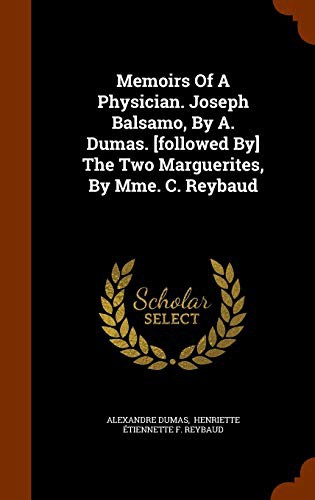 Memoirs Of A
Physician. Joseph
Balsamo, By A.
Dumas. [followed By]
The Two Marguerites,
By Mme. C. Reybaud
Scholar
SELECT
ALEXANDRE DUMAS, HENRIETTE
ÉTIENNETTE F. REYBAUD